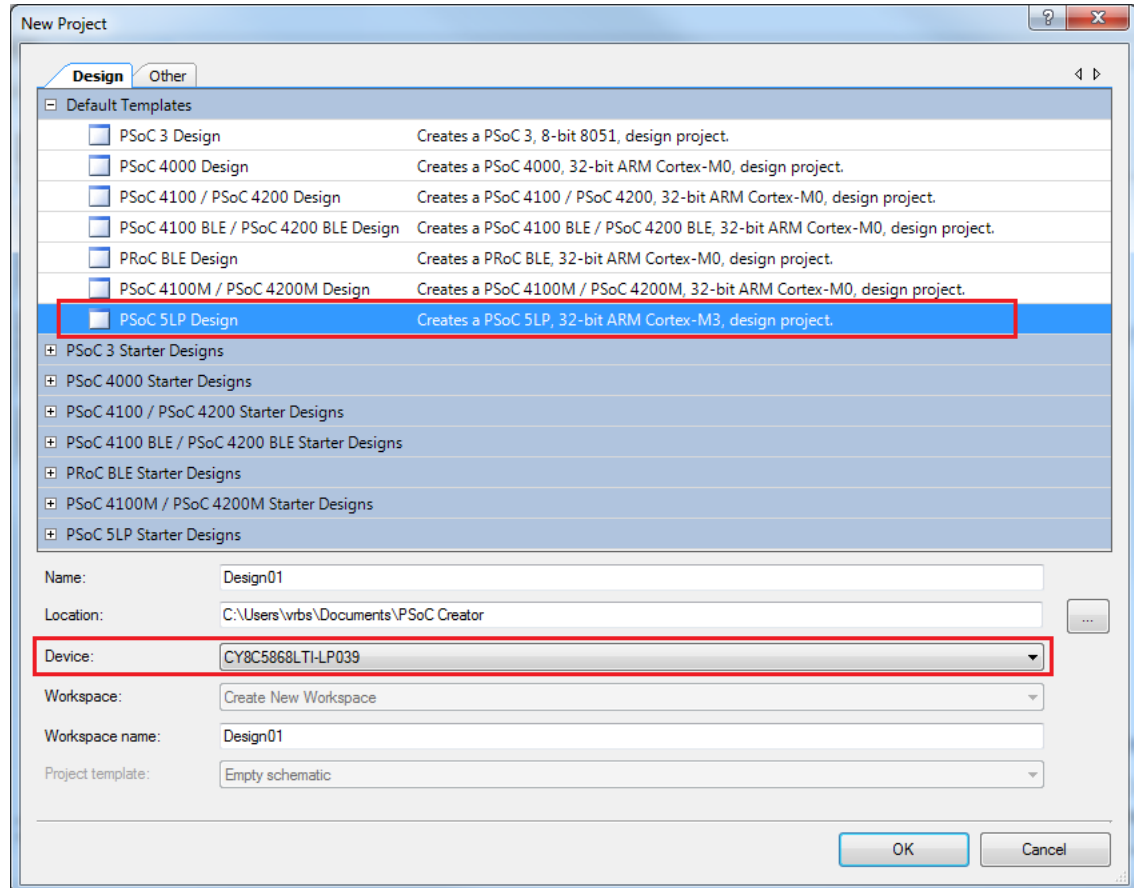 New Project
Design Other
Default Templates
PSoC 3 Design Creates a PSoC 3, 8-bit 8051, design project.
PSoC 4000 Design Creates a PSoC 4000, 32-bit ARM Cortex-M0, design project.
PSoC 4100 / PSoC 4200 Design Creates a PSoC 4100 / PSoC 4200, 32-bit ARM Cortex-M0, design project.
PSoC 4100 BLE / PSoC 4200 BLE Design Creates a PSoC 4100 BLE / PSoC 4200 BLE, 32-bit ARM Cortex-M0, design project.
PRoC BLE Design Creates a PRoC BLE, 32-bit ARM Cortex-M0, design project.
PSoC 4100M / PSoC 4200M Design Creates a PSoC 4100M / PSoC 4200M, 32-bit ARM Cortex-M0, design project.
PSoC 5LP Design Creates a PSoC 5LP, 32-bit ARM Cortex-M3, design project.
PSoC 3 Starter Designs
PSoC 4000 Starter Designs
PSoC 4100 / PSoC 4200 Starter Designs
PSoC 4100 BLE / PSoC 4200 BLE Starter Designs
PRoC BLE Starter Designs
PSoC 4100M / PSoC 4200M Starter Designs
PSoC 5LP Starter Designs
Name: Design01
Location: C:\Users\vrbs\Documents\PSoC Creator ...
Device: CY8C5868LTI-LP039
Workspace: Create New Workspace
Workspace name: Design01
Project template: Empty schematic
OK Cancel